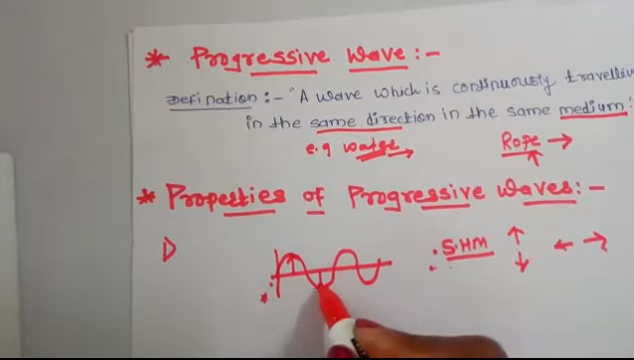 * Progressive Wave:-
Defination:- "A wave which is continuously travelling
in the same direction in the same medium."
e.g water → Rope →
* Properties of Progressive Waves:-
1)
: S.HM ↑ ↓ ← →